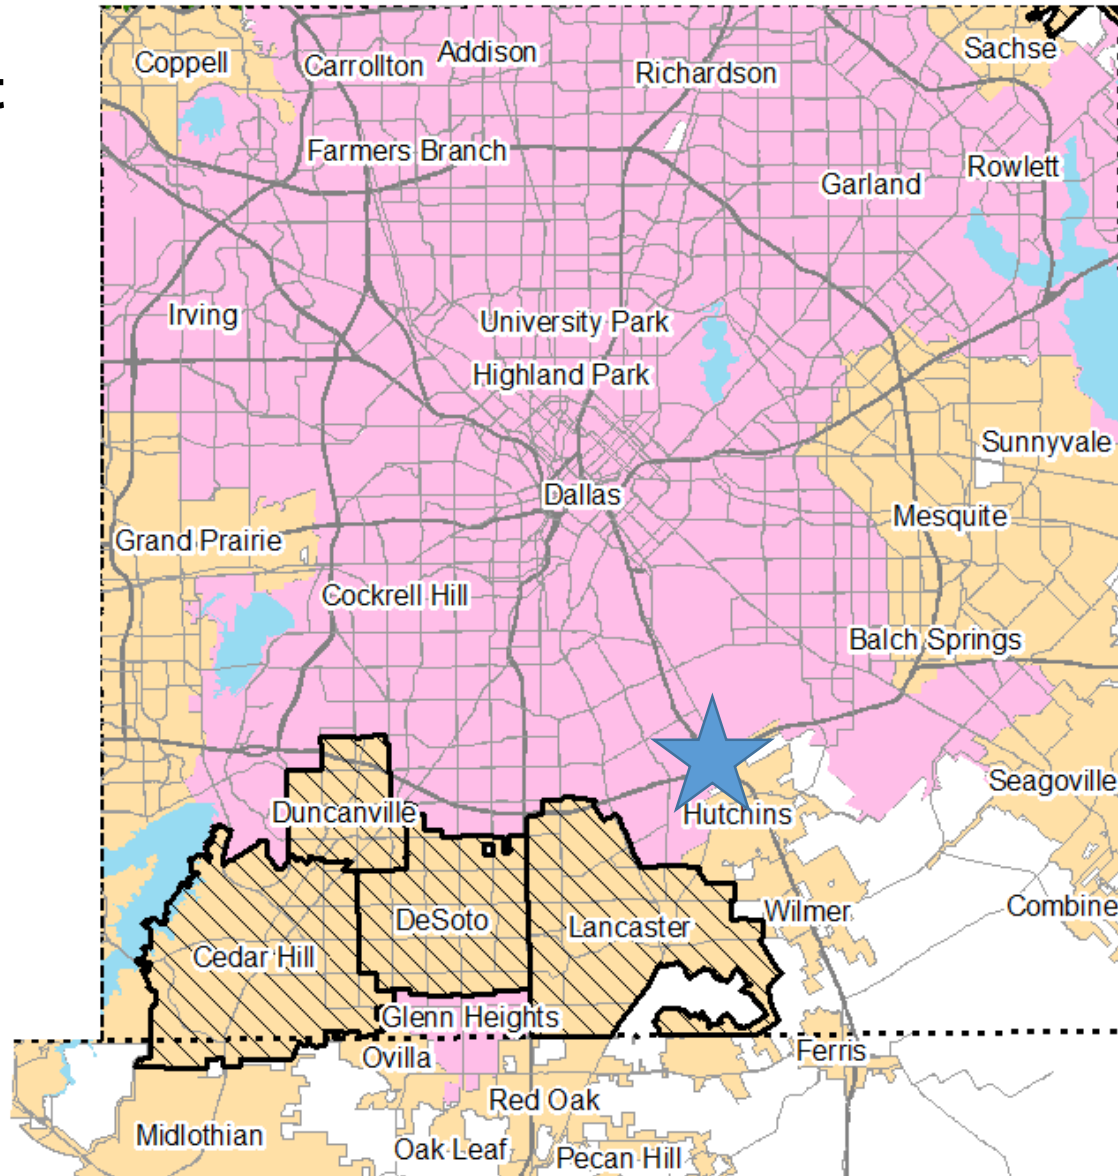 Coppell
Carrollton
Addison
Richardson
Sachse
Farmers Branch
Garland
Rowlett
Irving
University Park
Highland Park
Sunnyvale
Dallas
Mesquite
Grand Prairie
Cockrell Hill
Balch Springs
Seagoville
Duncanville
Hutchins
Combine
Wilmer
DeSoto
Lancaster
Cedar Hill
Glenn Heights
Ovilla
Ferris
Red Oak
Midlothian
Oak Leaf
Pecan Hill